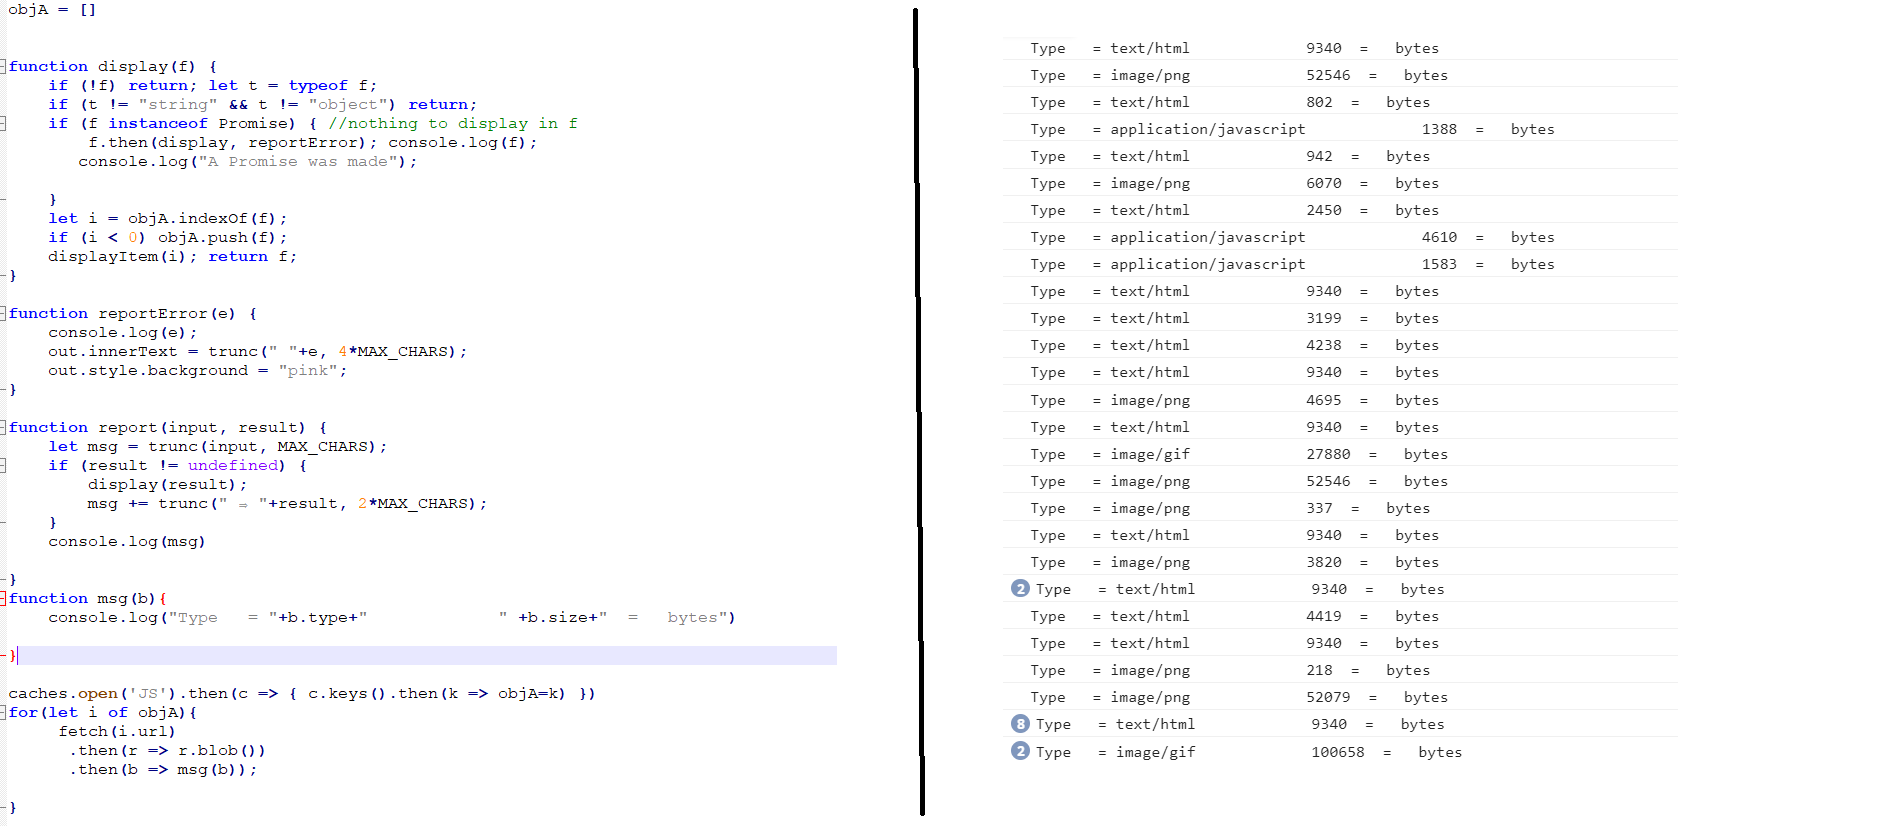 objA = []
function display(f) {
    if (!f) return; let t = typeof f;
    if (t != "string" && t != "object") return;
    if (f instanceof Promise) { //nothing to display in f
        f.then(display, reportError); console.log(f);
       console.log("A Promise was made");
    }
    let i = objA.indexOf(f);
    if (i < 0) objA.push(f);
    displayItem(i); return f;
}
function reportError(e) {
    console.log(e);
    out.innerText = trunc(" "+e, 4*MAX_CHARS);
    out.style.background = "pink";
}
function report(input, result) {
    let msg = trunc(input, MAX_CHARS);
    if (result != undefined) {
        display(result);
        msg += trunc(" ⇒ "+result, 2*MAX_CHARS);
    }
    console.log(msg)
}
function msg(b){
    console.log("Type   = "+b.type+"             " +b.size+"  =   bytes")
}
caches.open('JS').then(c => { c.keys().then(k => objA=k) })
for(let i of objA){
     fetch(i.url)
      .then(r => r.blob())
      .then(b => msg(b));
}
Type   = text/html             9340  =   bytes
Type   = image/png             52546  =   bytes
Type   = text/html             802  =   bytes
Type   = application/javascript             1388  =   bytes
Type   = text/html             942  =   bytes
Type   = image/png             6070  =   bytes
Type   = text/html             2450  =   bytes
Type   = application/javascript             4610  =   bytes
Type   = application/javascript             1583  =   bytes
Type   = text/html             9340  =   bytes
Type   = text/html             3199  =   bytes
Type   = text/html             4238  =   bytes
Type   = text/html             9340  =   bytes
Type   = image/png             4695  =   bytes
Type   = text/html             9340  =   bytes
Type   = image/gif             27880  =   bytes
Type   = image/png             52546  =   bytes
Type   = image/png             337  =   bytes
Type   = text/html             9340  =   bytes
Type   = image/png             3820  =   bytes
2 Type   = text/html             9340  =   bytes
Type   = text/html             4419  =   bytes
Type   = text/html             9340  =   bytes
Type   = image/png             218  =   bytes
Type   = image/png             52079  =   bytes
8 Type   = text/html             9340  =   bytes
2 Type   = image/gif             100658  =   bytes